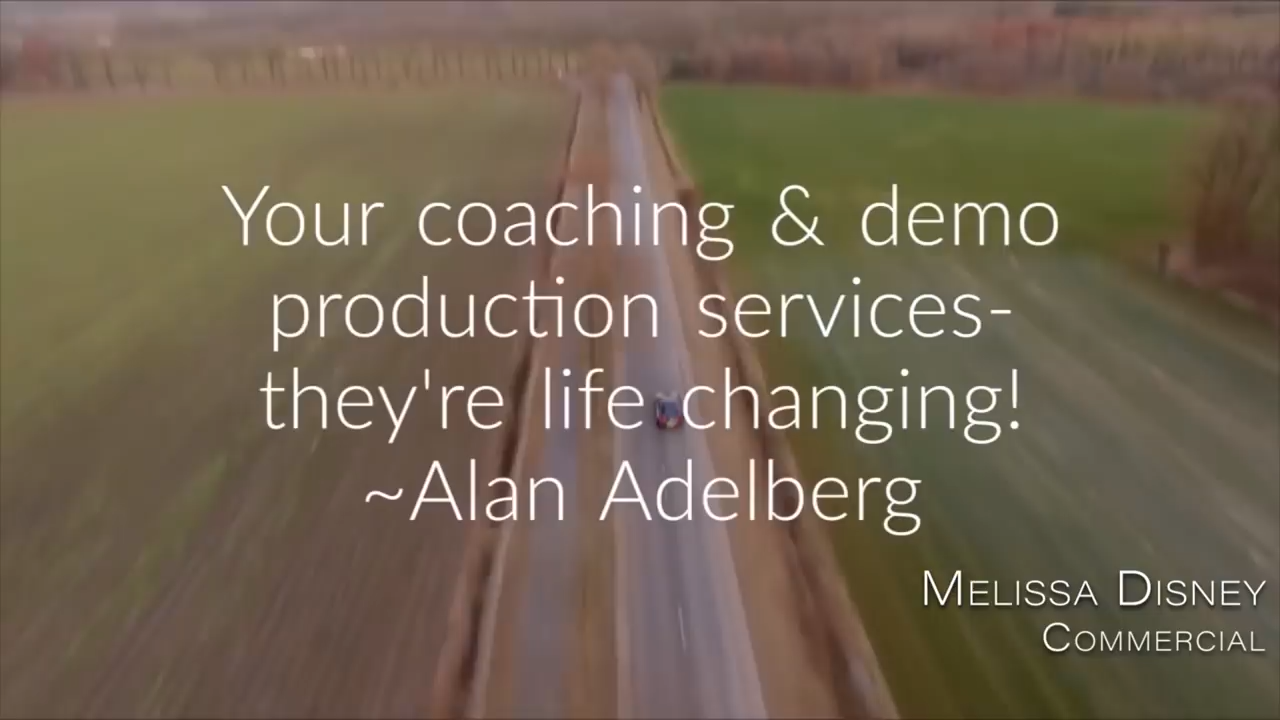 Your coaching & demo
production services-
they're life changing!
~Alan Adelberg
MELISSA DISNEY
COMMERCIAL